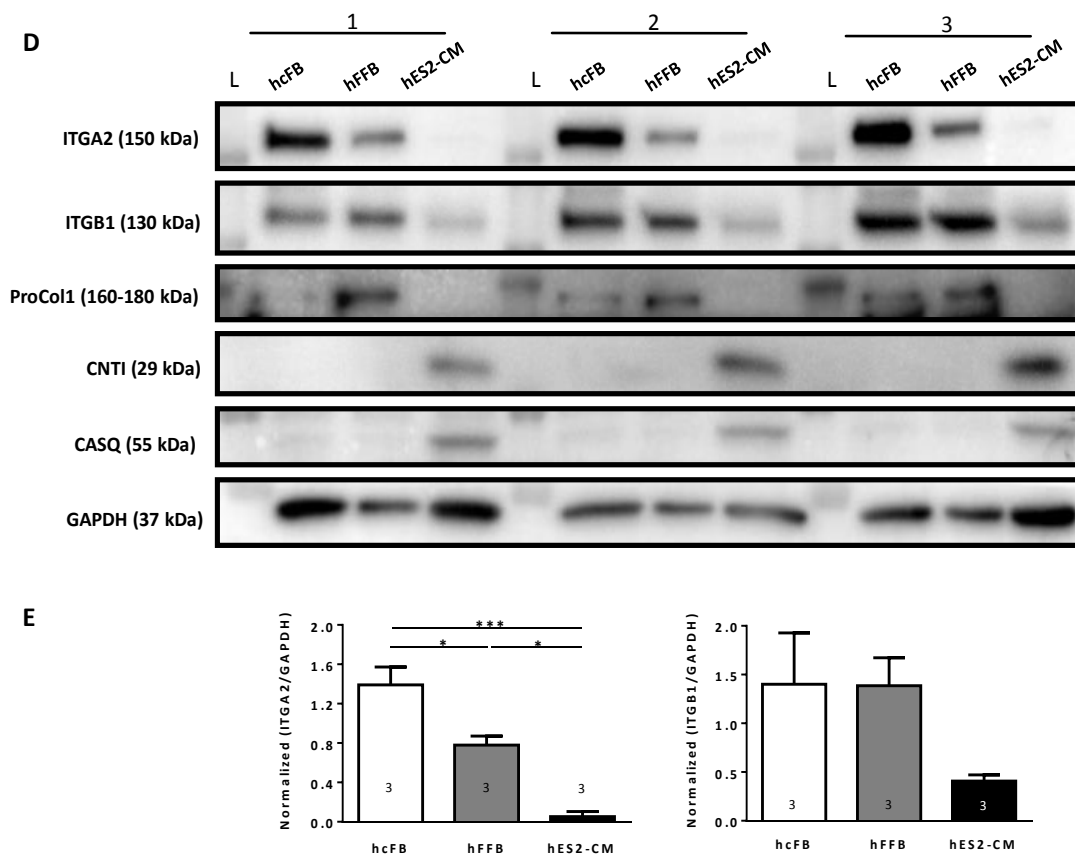 D
1 2 3
L hcFB hFFB hES2-CM L hcFB hFFB hES2-CM L hcFB hFFB hES2-CM
ITGA2 (150 kDa)
ITGB1 (130 kDa)
ProCol1 (160-180 kDa)
CNTI (29 kDa)
CASQ (55 kDa)
GAPDH (37 kDa)
E
Normalized (ITGA2/GAPDH)
2.0
1.6
1.2
0.8
0.4
0.0
***
* *
3 3 3
hcFB hFFB hES2-CM
Normalized (ITGB1/GAPDH)
2.0
1.5
1.0
0.5
0.0
3 3 3
hcFB hFFB hES2-CM